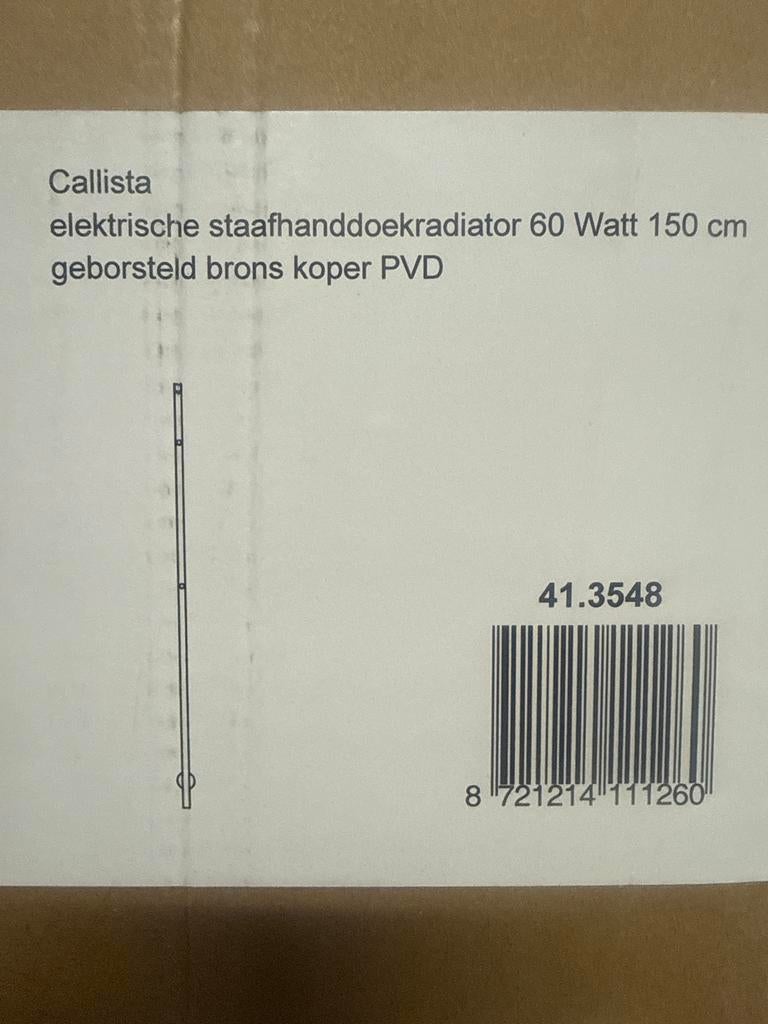 Callista
elektrische staafhanddoekradiator 60 Watt 150 cm
geborsteld brons koper PVD
41.3548
8 721214 111260